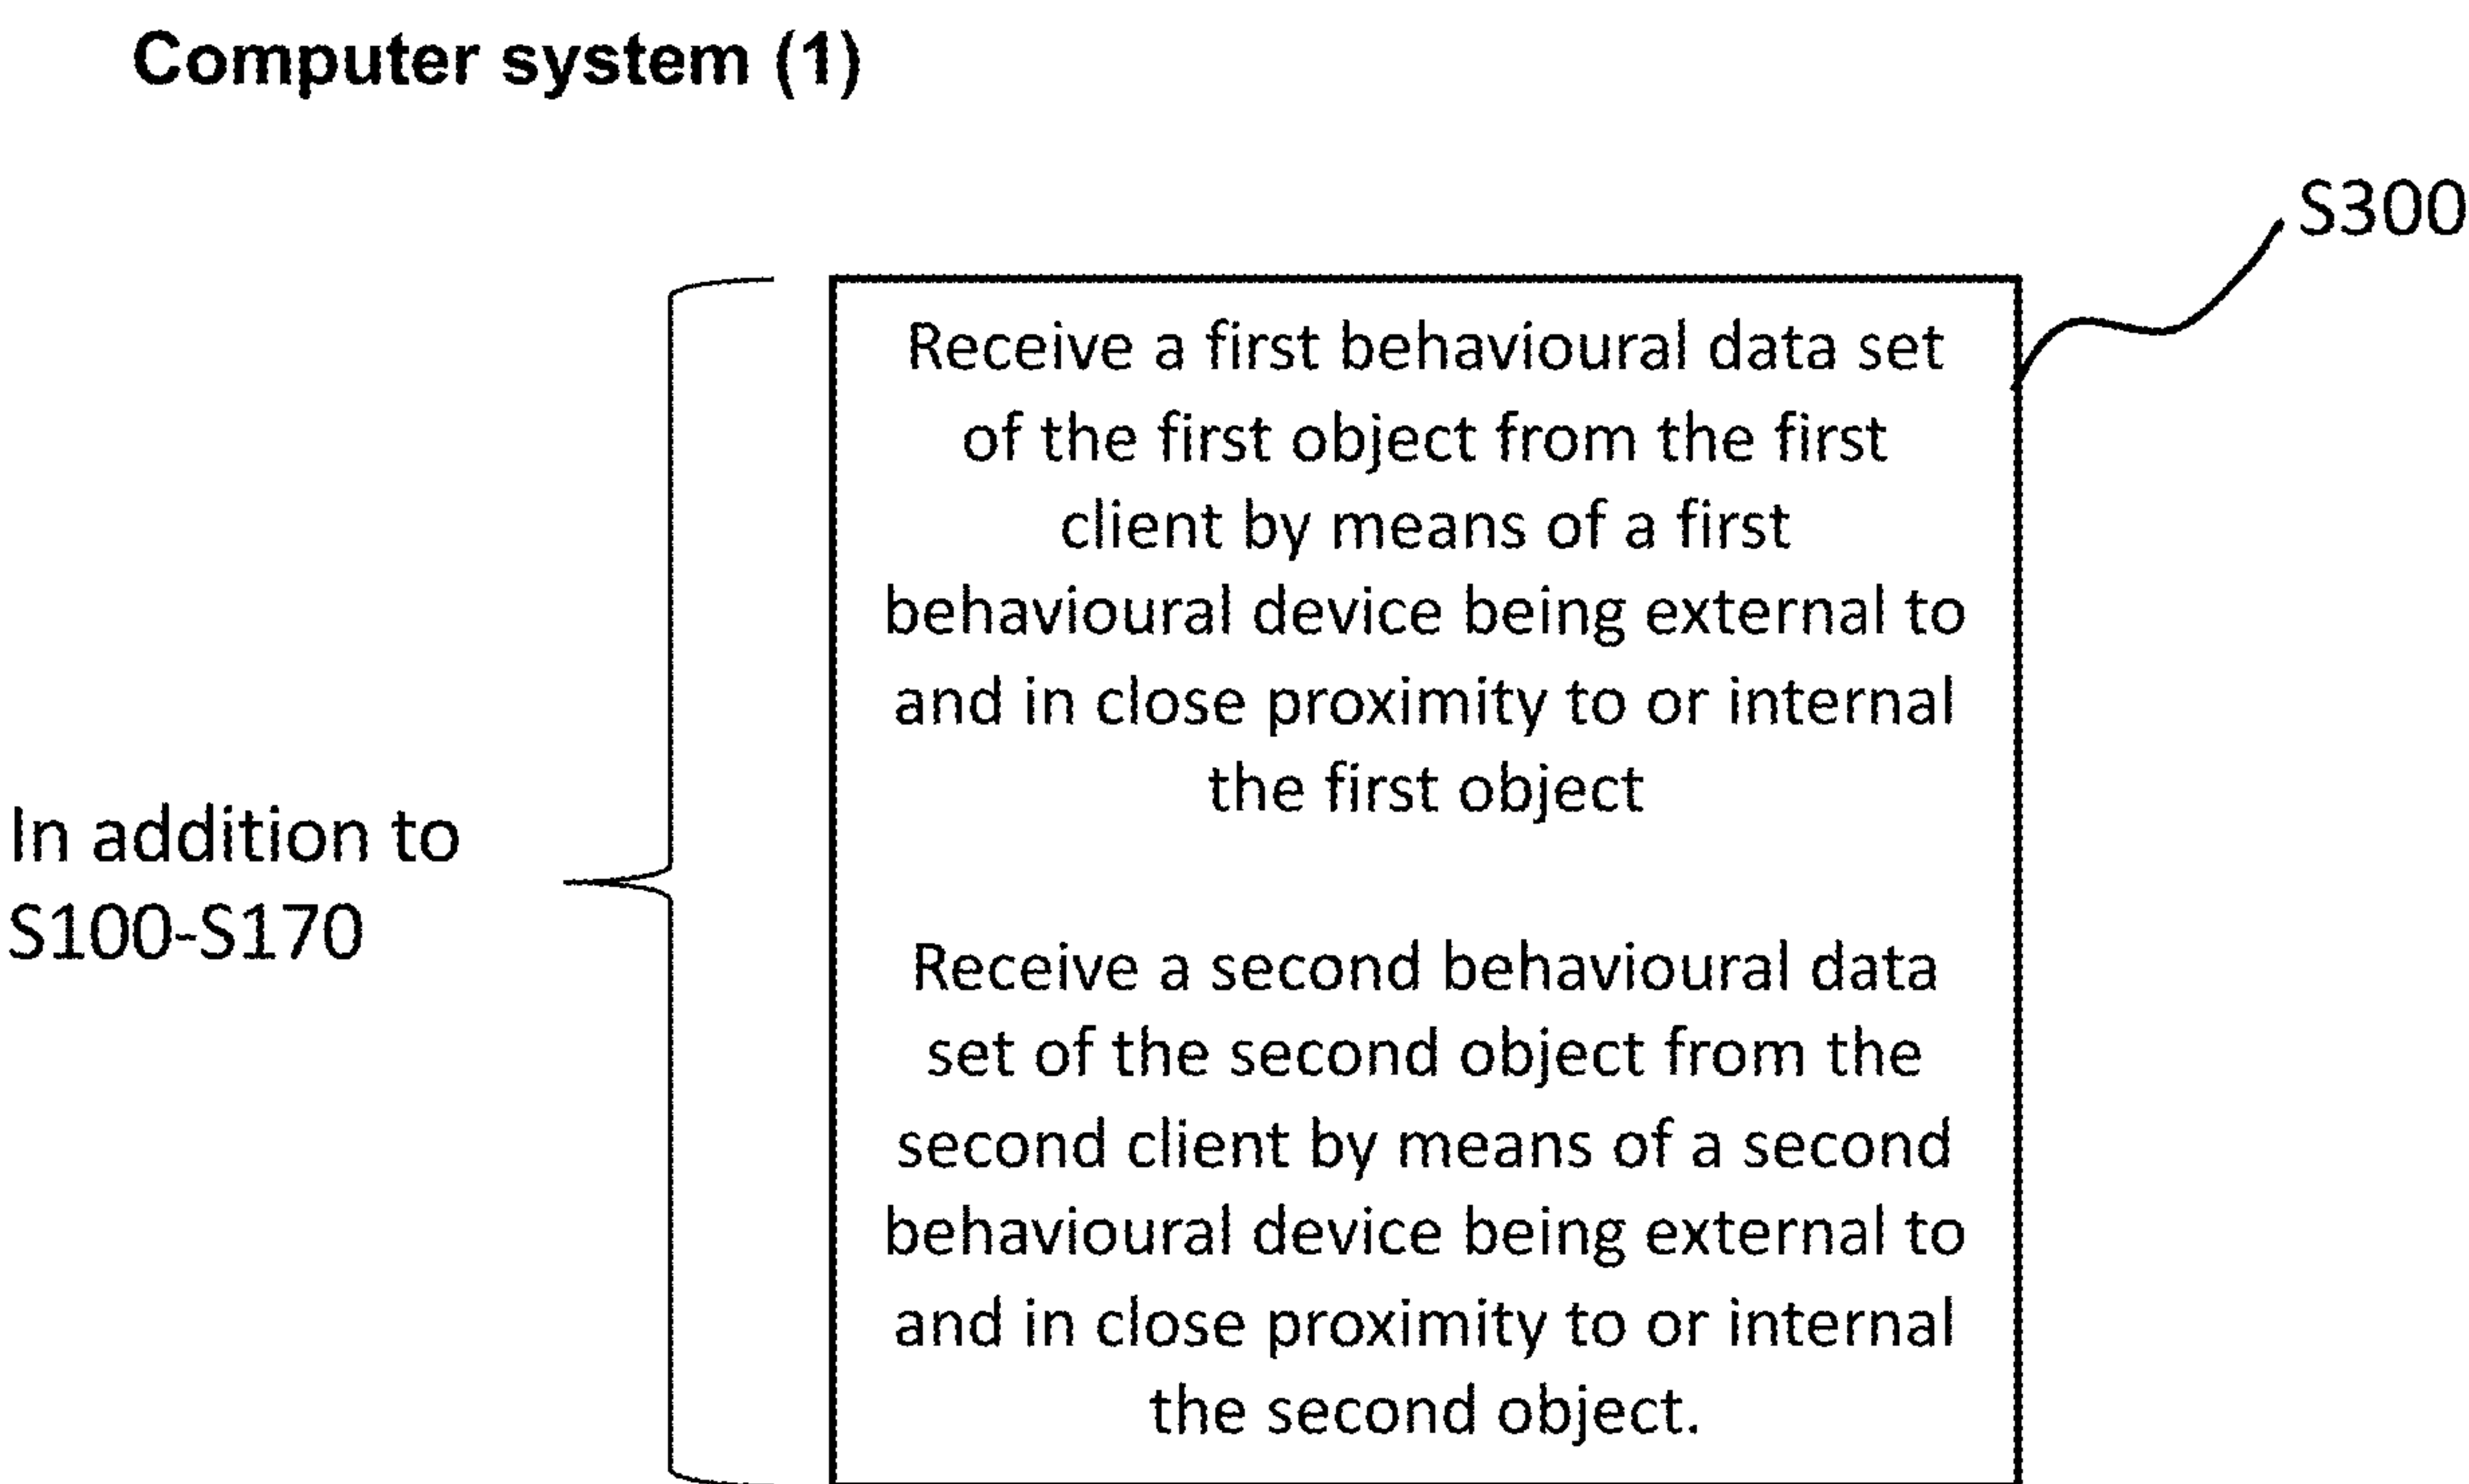 Computer system (1)
S300
Receive a first behavioural data set
of the first object from the first
client by means of a first
behavioural device being external to
and in close proximity to or internal
the first object
In addition to
S100-S170
Receive a second behavioural data
set of the second object from the
second client by means of a second
behavioural device being external to
and in close proximity to or internal
the second object.